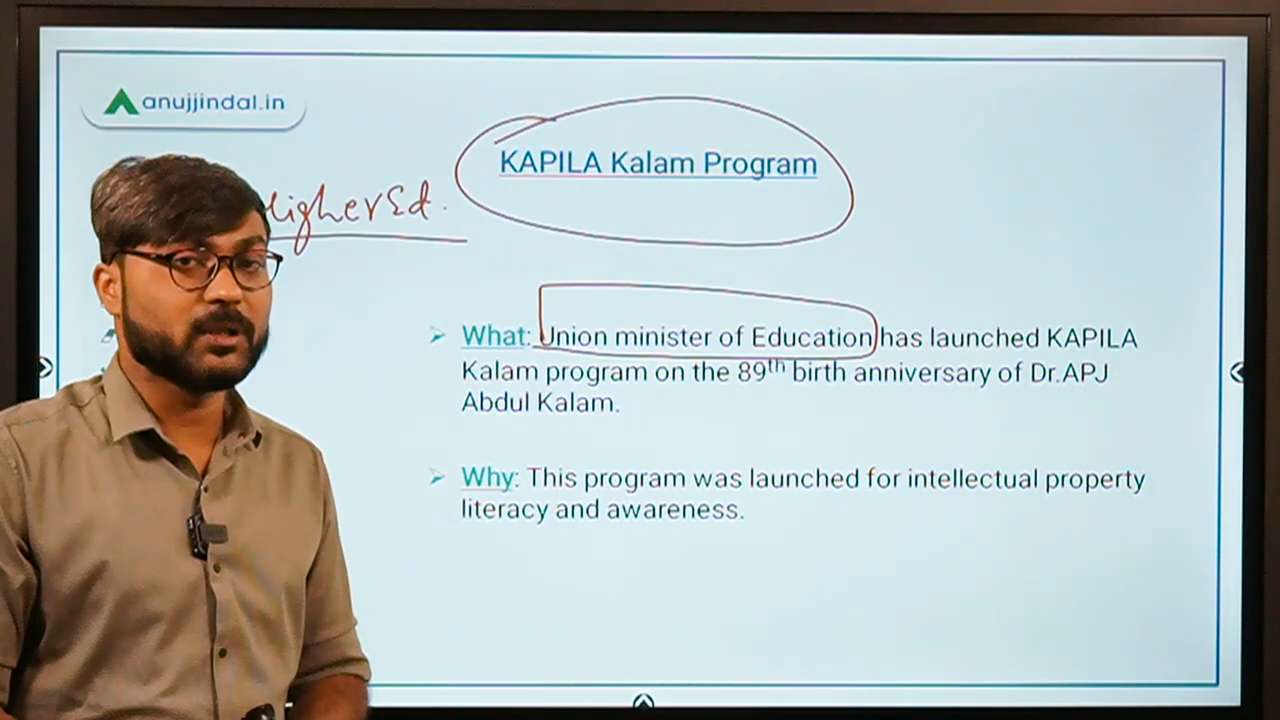 anujjindal.in
KAPILA Kalam Program
Higher Ed.
➢ What: Union minister of Education has launched KAPILA
Kalam program on the 89th birth anniversary of Dr.APJ
Abdul Kalam.
➢ Why: This program was launched for intellectual property
literacy and awareness.